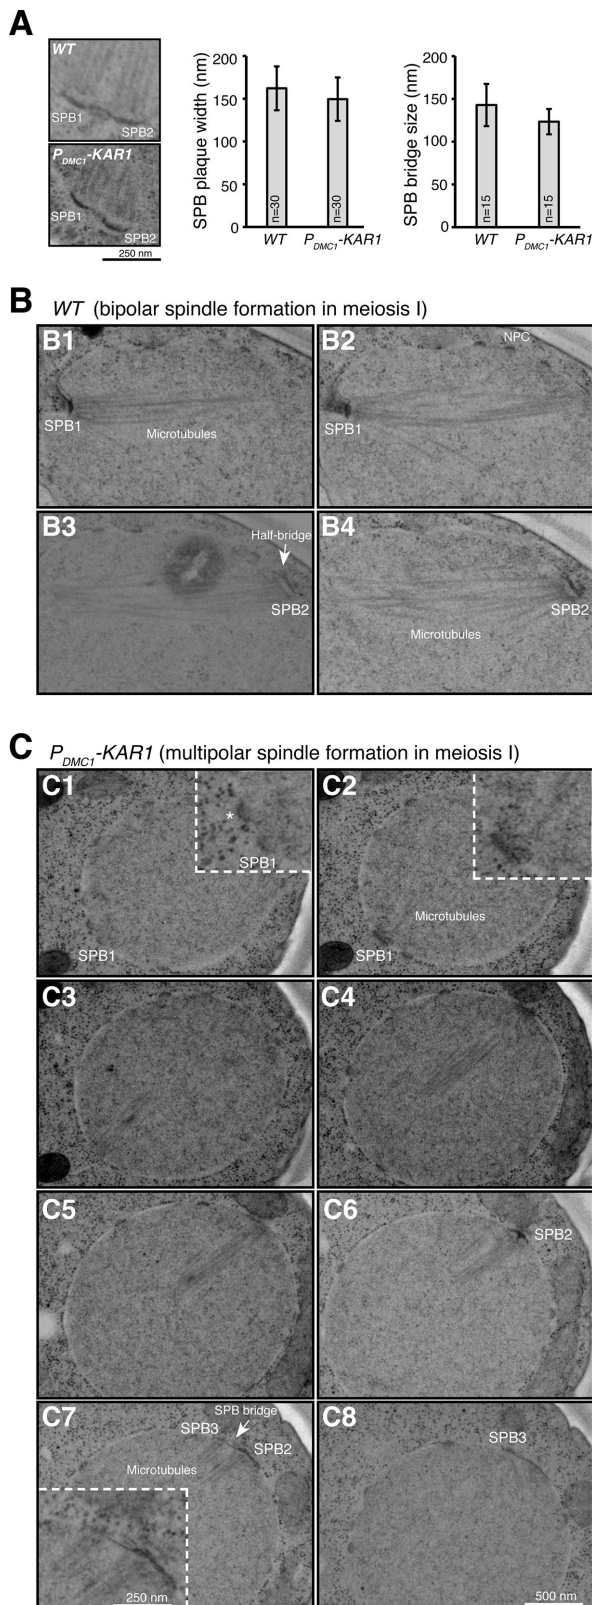 A
WT
SPB1
SPB2
P_DMC1-KAR1
SPB1
SPB2
250 nm
SPB plaque width (nm)
200
150
100
50
0
n=30
n=30
WT
P_DMC1-KAR1
SPB bridge size (nm)
200
150
100
50
0
n=15
n=15
WT
P_DMC1-KAR1
B WT (bipolar spindle formation in meiosis I)
B1
SPB1
Microtubules
B2
NPC
SPB1
B3
Half-bridge
SPB2
B4
SPB2
Microtubules
C P_DMC1-KAR1 (multipolar spindle formation in meiosis I)
C1
*
SPB1
SPB1
C2
Microtubules
SPB1
C3
C4
C5
C6
SPB2
C7
SPB bridge
SPB3
SPB2
Microtubules
250 nm
C8
SPB3
500 nm